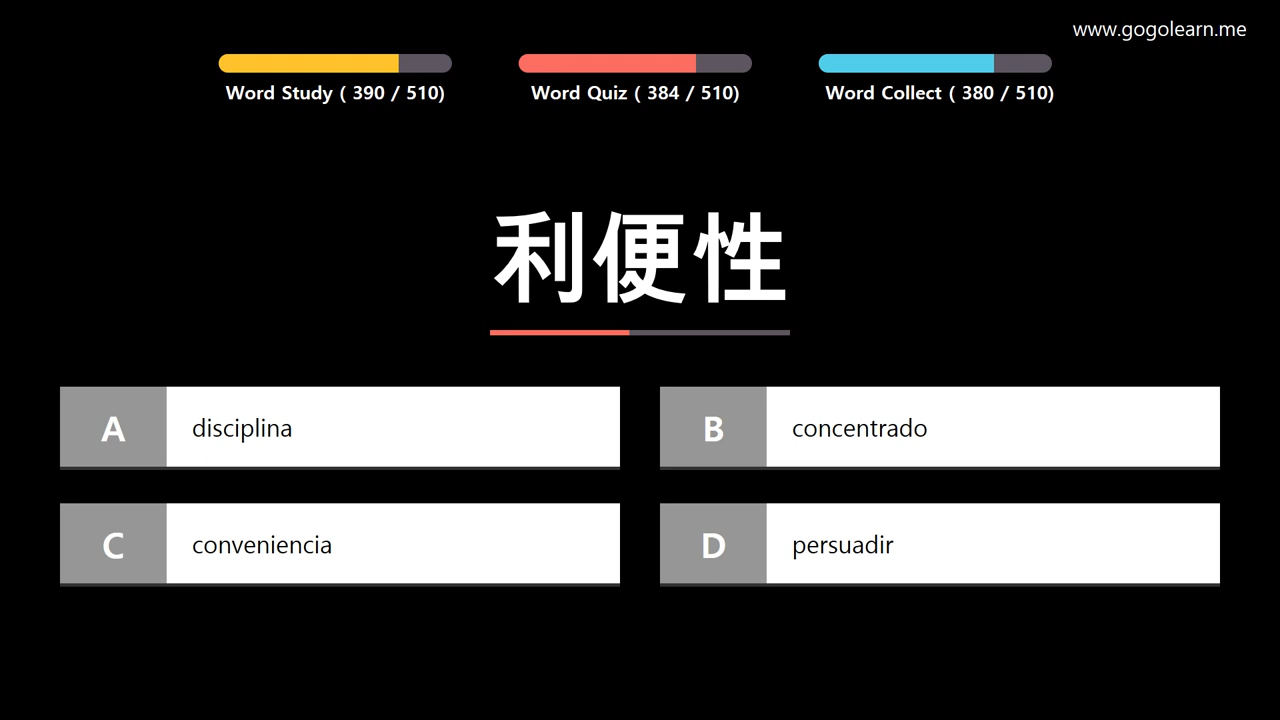 www.gogolearn.me
Word Study ( 390 / 510)
Word Quiz ( 384 / 510)
Word Collect ( 380 / 510)
利便性
A disciplina
B concentrado
C conveniencia
D persuadir